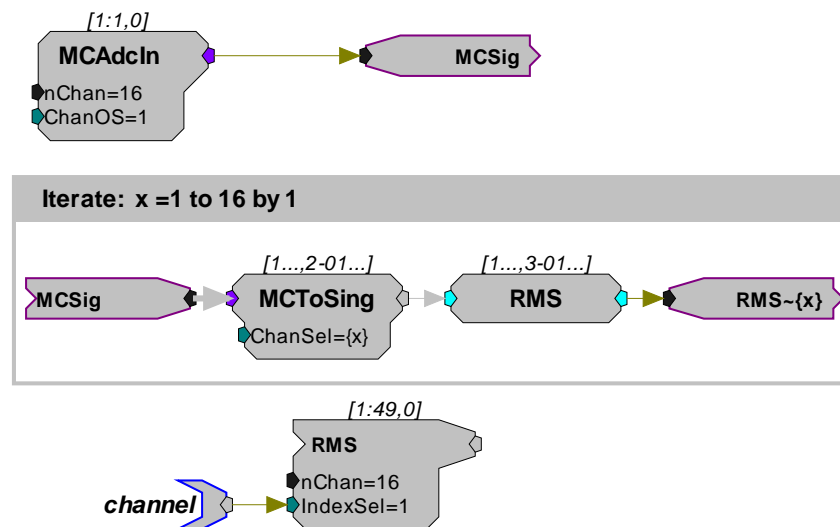 [1:1,0]
MCAdcIn
MCSig
nChan=16
ChanOS=1
Iterate: x =1 to 16 by 1
[1...,2-01...]
[1...,3-01...]
MCSig
MCToSing
RMS
RMS~{x}
ChanSel={x}
[1:49,0]
RMS
nChan=16
channel
IndexSel=1